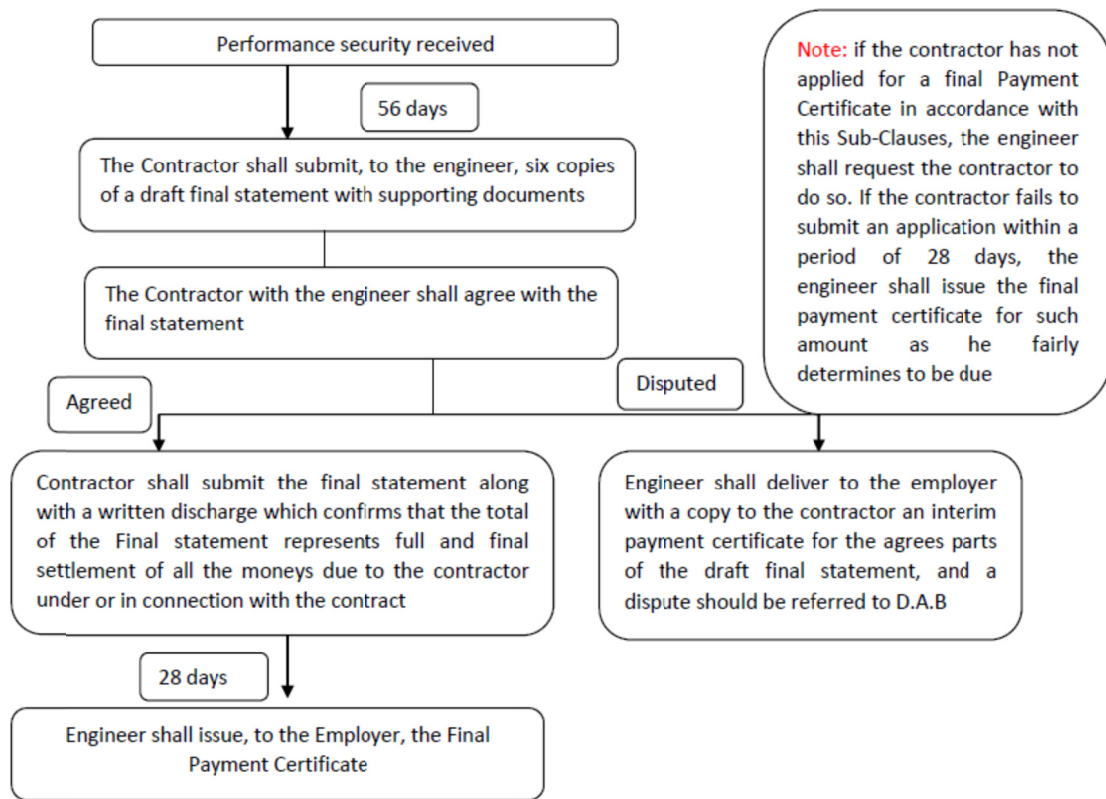 Performance security received
56 days
The Contractor shall submit, to the engineer, six copies
of a draft final statement with supporting documents
The Contractor with the engineer shall agree with the
final statement
Agreed
Disputed
Contractor shall submit the final statement along
with a written discharge which confirms that the total
of the Final statement represents full and final
settlement of all the moneys due to the contractor
under or in connection with the contract
Engineer shall deliver to the employer
with a copy to the contractor an interim
payment certificate for the agrees parts
of the draft final statement, and a
dispute should be referred to D.A.B
28 days
Engineer shall issue, to the Employer, the Final
Payment Certificate
Note: if the contractor has not
applied for a final Payment
Certificate in accordance with
this Sub-Clauses, the engineer
shall request the contractor to
do so. If the contractor fails to
submit an application within a
period of 28 days, the
engineer shall issue the final
payment certificate for such
amount as he fairly
determines to be due